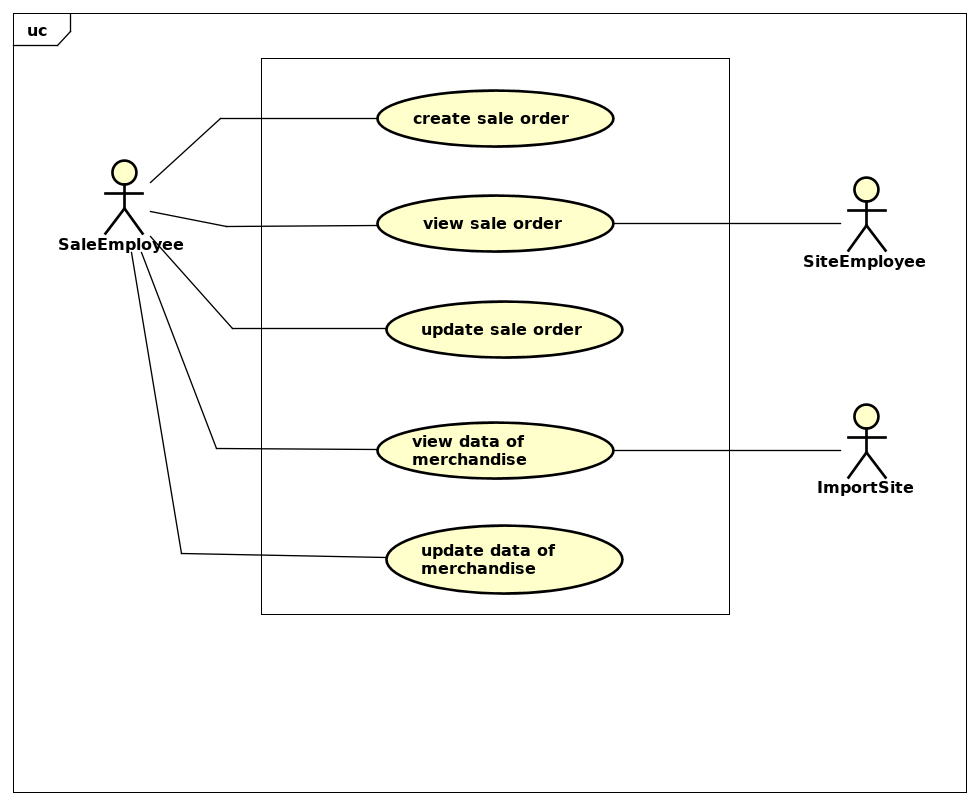 uc
create sale order
view sale order
SaleEmployee
SiteEmployee
update sale order
view data of
merchandise
ImportSite
update data of
merchandise